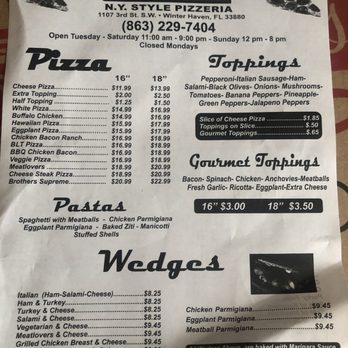 N.Y. STYLE PIZZERIA
1107 3rd St. S.W. • Winter Haven, FL 33880
(863) 229-7404
Open Tuesday - Saturday 11:00 am - 9:00 pm - Sunday 12 pm - 8 pm
Closed Mondays
Pizza
16" 18"
Cheese Pizza $11.99 $13.99
Extra Topping $2.00 $2.50
Half Topping $1.25 $1.50
White Pizza $14.99 $16.99
Buffalo Chicken $14.99 $16.99
Hawaiian Pizza $15.99 $17.99
Eggplant Pizza $15.99 $17.99
Chicken Bacon Ranch $16.99 $18.99
BLT Pizza $16.99 $18.99
BBQ Chicken Bacon $16.99 $18.99
Veggie Pizza $16.99 $18.99
Meatlovers $18.99 $20.99
Cheese Steak Pizza $18.99 $20.99
Brothers Supreme $20.99 $22.99
Toppings
Pepperoni-Italian Sausage-Ham-
Salami-Black Olives- Onions- Mushrooms-
Tomatoes- Banana Peppers- Pineapple-
Green Peppers-Jalapeno Peppers
Slice of Cheese Pizza $1.85
Toppings on Slice $.50
Gourmet Toppings $.65
Gourmet Toppings
Bacon- Spinach- Chicken- Anchovies-Meatballs
Fresh Garlic- Ricotta- Eggplant-Extra Cheese
16" $3.00 18" $3.50
Pastas
Spaghetti with Meatballs - Chicken Parmigiana
Eggplant Parmigiana - Baked Ziti - Manicotti
Stuffed Shells
Wedges
Italian (Ham-Salami-Cheese) $8.25
Ham & Turkey $8.25
Turkey & Cheese $8.25
Salami & Cheese $8.25
Vegetarian & Cheese $9.45
Meatlovers & Cheese $9.45
Grilled Chicken Breast & Cheese $9.45
Chicken Parmigiana $9.45
Eggplant Parmigiana $9.45
Meatball Parmigiana $9.45
are baked with Marinara Sauce